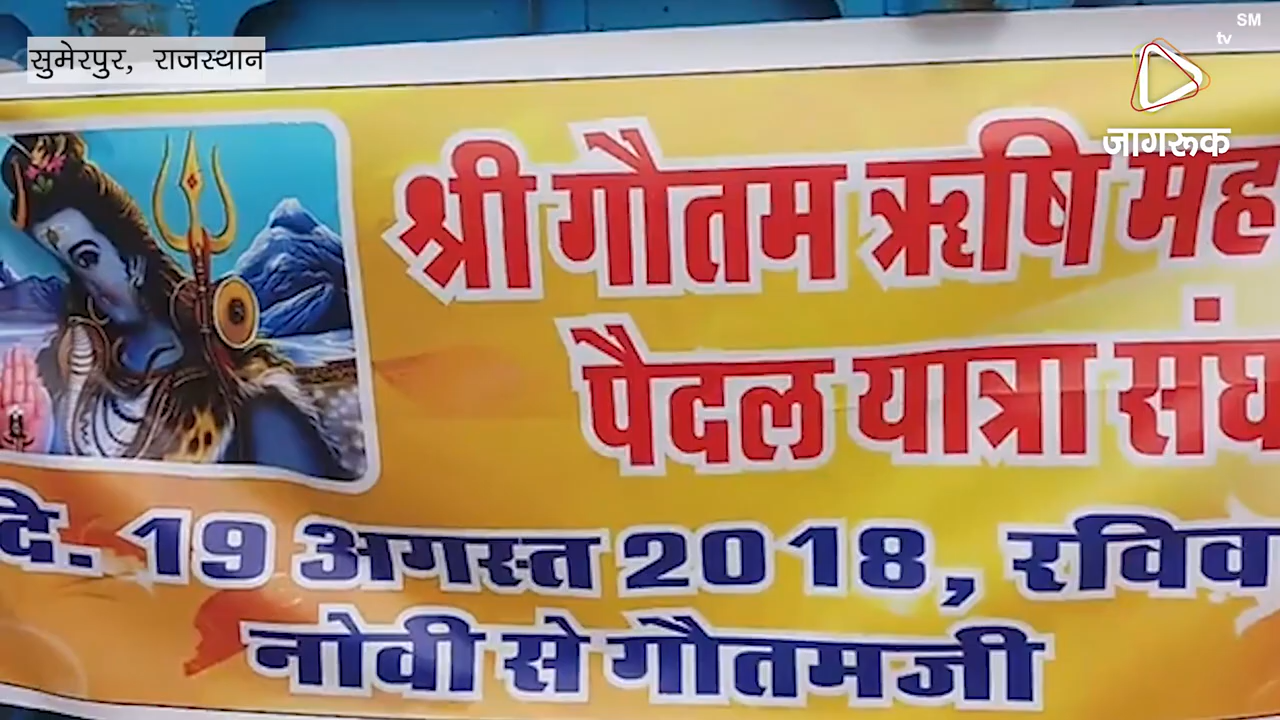 SM
tv
सुमेरपुर, राजस्थान
जागरूक
श्री गौतम ऋषि मह
पैदल यात्रा संघ
दि. 19 अगस्त 2018, रविव
नोवी से गौतमजी